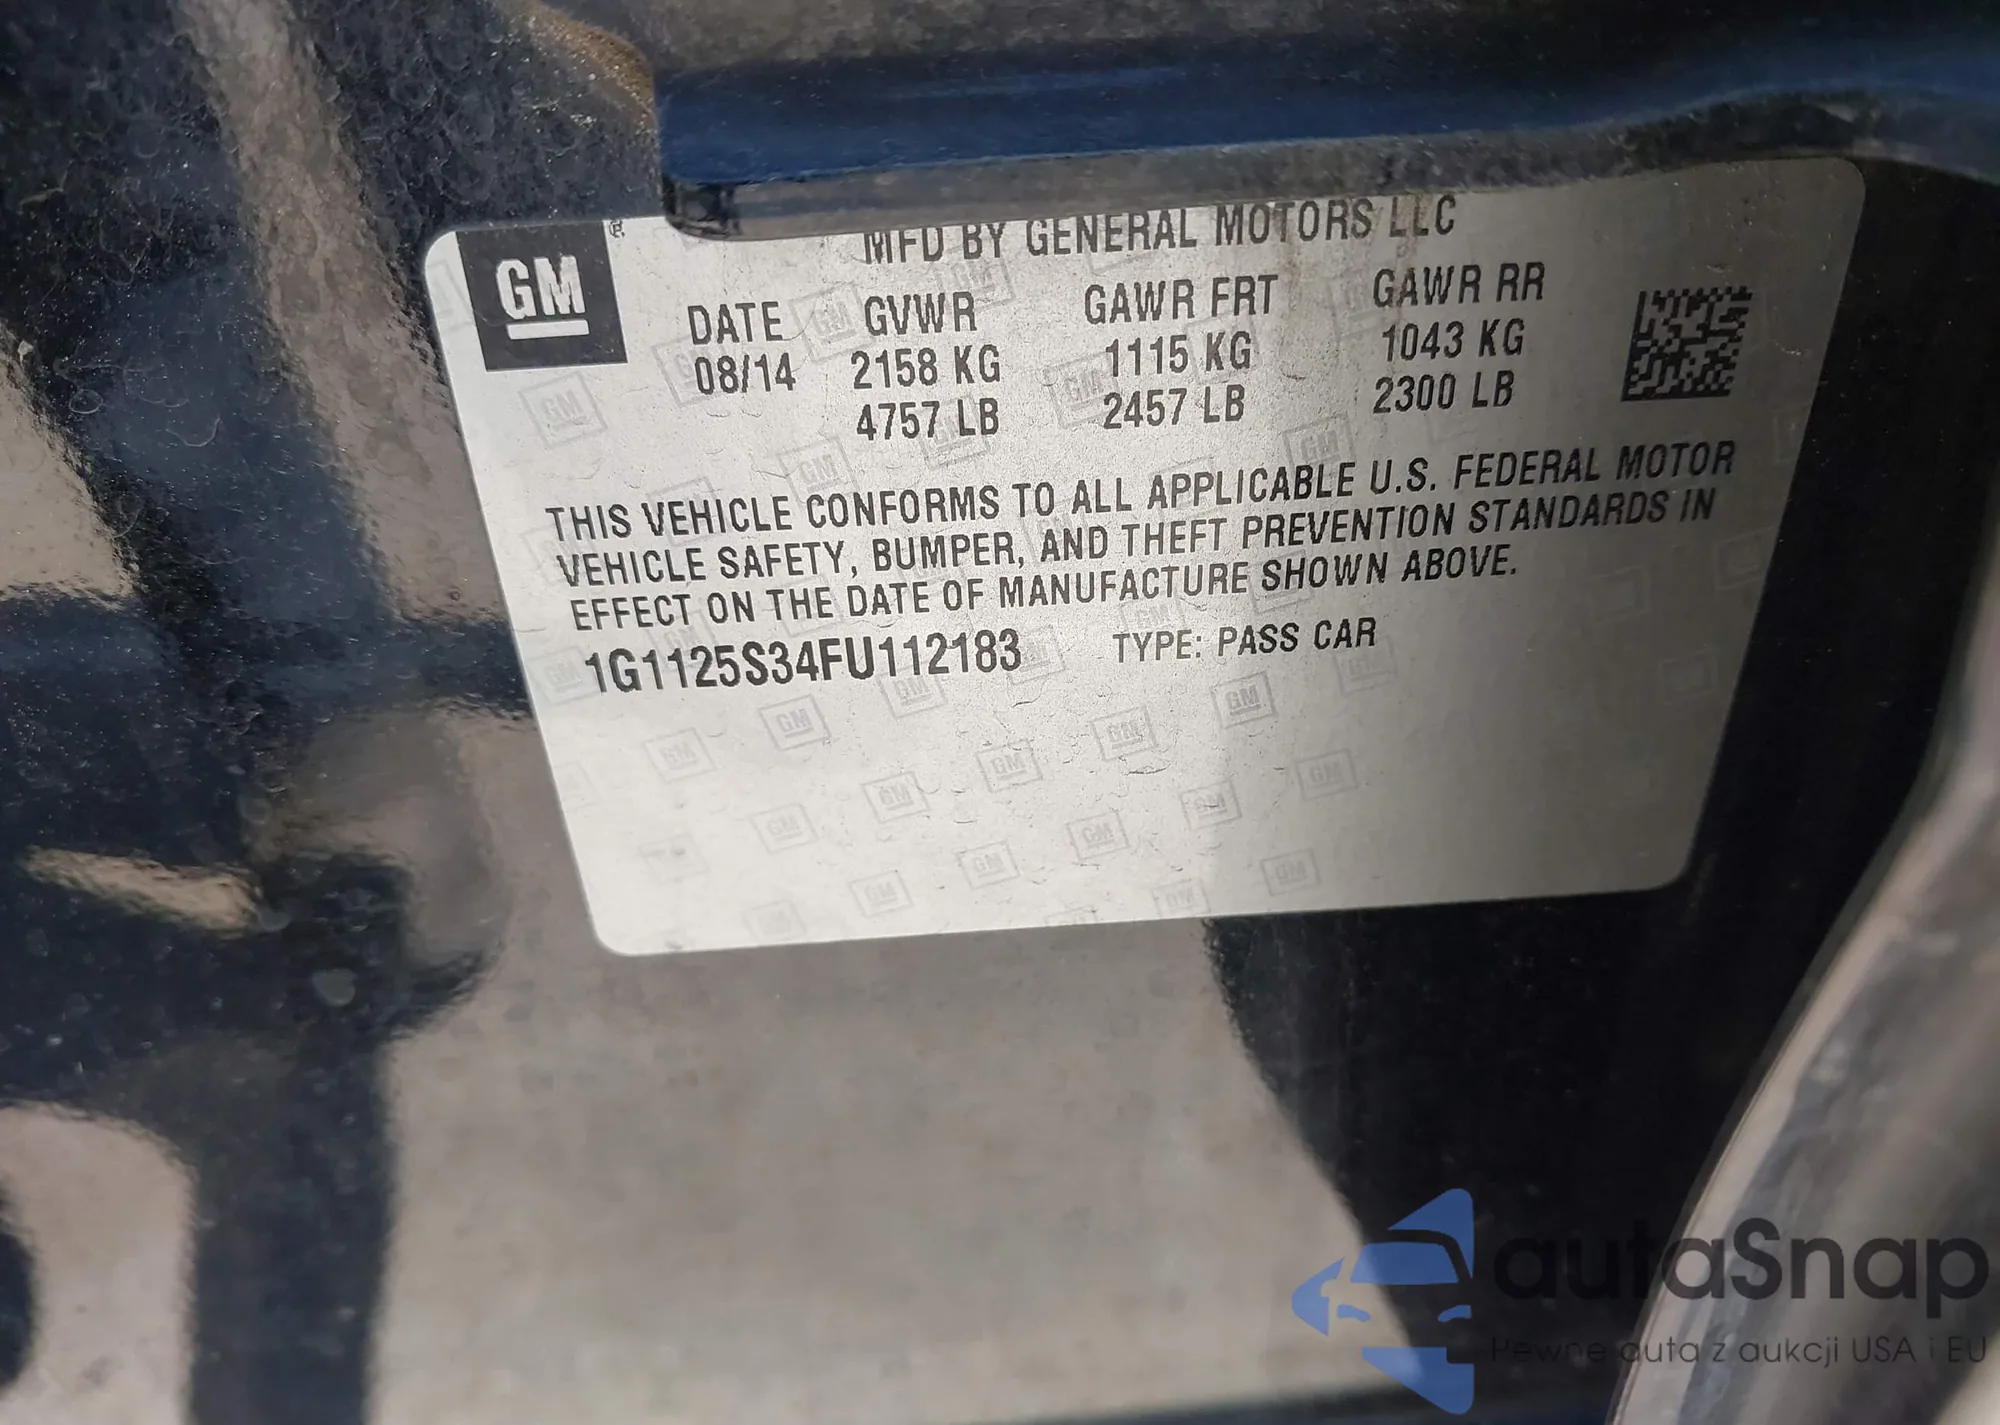 GM
MFD BY GENERAL MOTORS LLC
DATE GVWR GAWR FRT GAWR RR
08/14 2158 KG 1115 KG 1043 KG
4757 LB 2457 LB 2300 LB
THIS VEHICLE CONFORMS TO ALL APPLICABLE U.S. FEDERAL MOTOR
VEHICLE SAFETY, BUMPER, AND THEFT PREVENTION STANDARDS IN
EFFECT ON THE DATE OF MANUFACTURE SHOWN ABOVE.
1G1125S34FU112183 TYPE: PASS CAR
autaSnap
Pewne auta z aukcji USA i EU